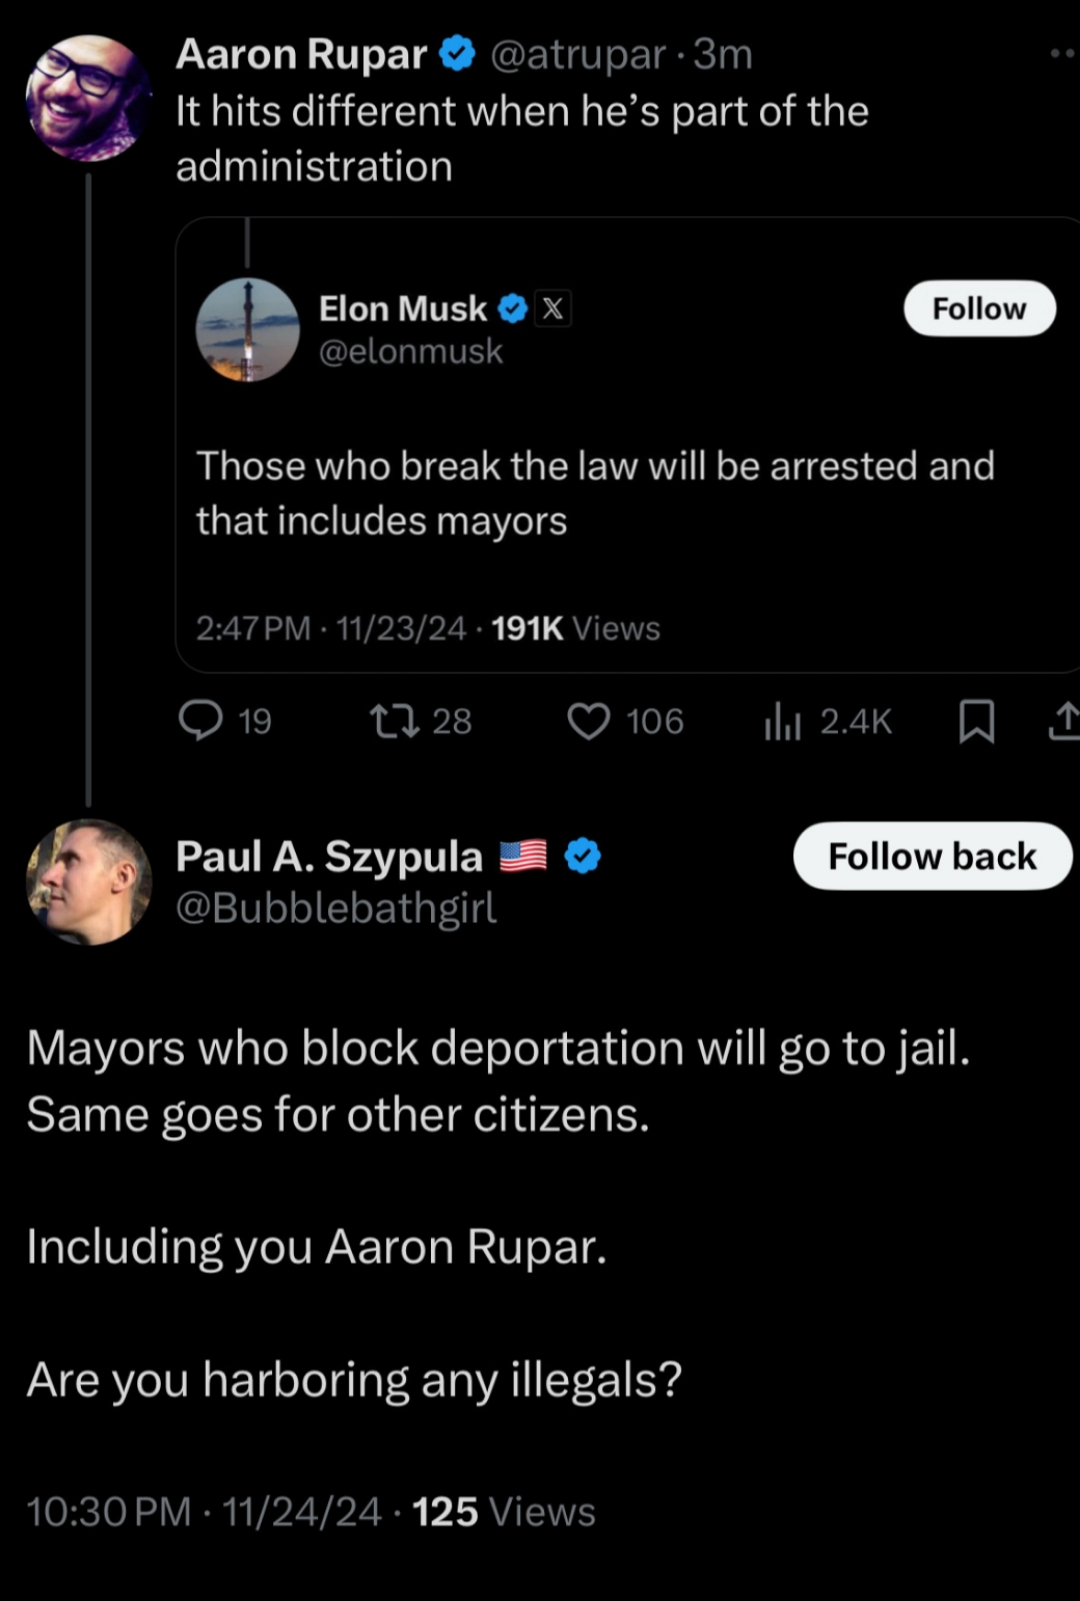 Aaron Rupar @atrupar · 3m
It hits different when he’s part of the
administration
Elon Musk X
@elonmusk
Follow
Those who break the law will be arrested and
that includes mayors
2:47 PM · 11/23/24 · 191K Views
19 28 106 2.4K
Paul A. Szypula 🇺🇸
@Bubblebathgirl
Follow back
Mayors who block deportation will go to jail.
Same goes for other citizens.
Including you Aaron Rupar.
Are you harboring any illegals?
10:30 PM · 11/24/24 · 125 Views